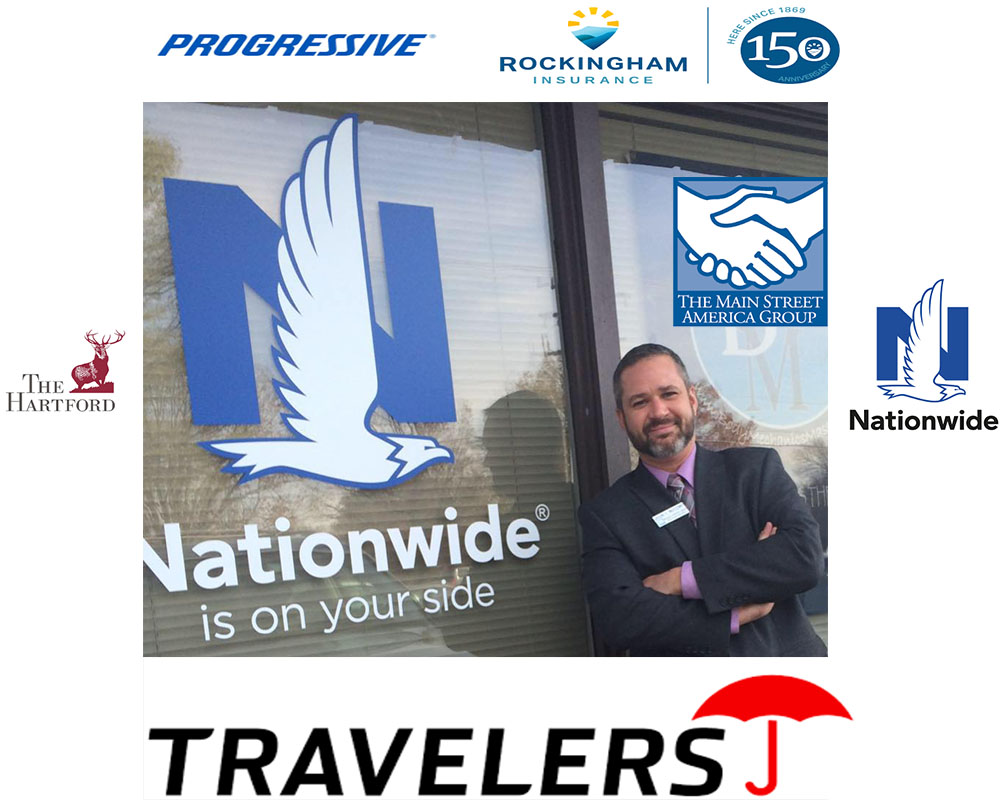 PROGRESSIVE
ROCKINGHAM
INSURANCE
HERE SINCE 1869
150
ANNIVERSARY
THE MAIN STREET
AMERICA GROUP
M
THE
HARTFORD
N
Nationwide
N
Nationwide®
is on your side
TRAVELERS